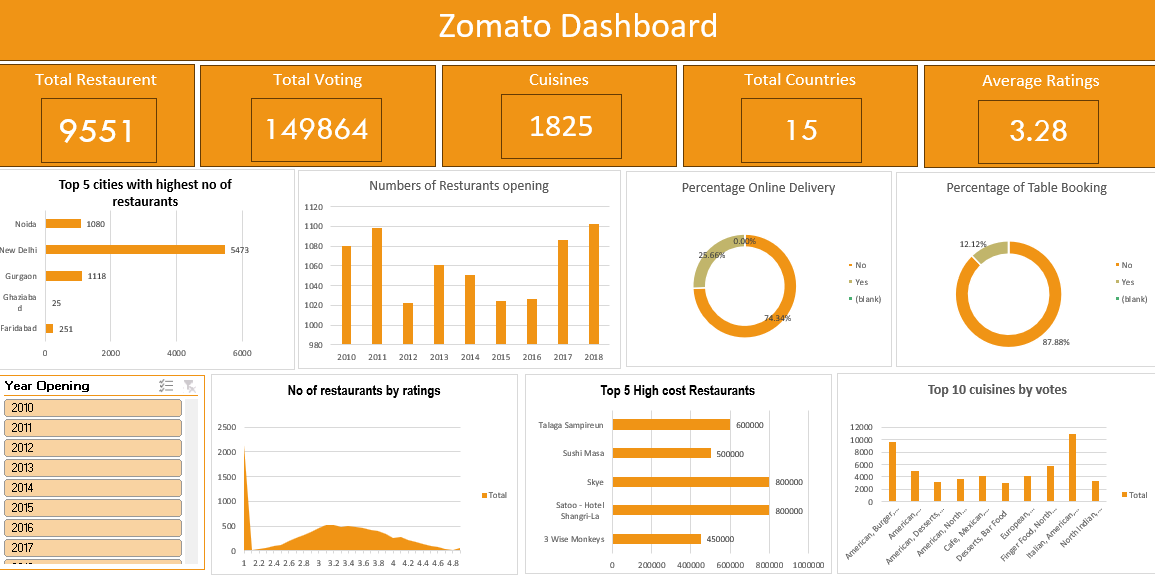 Zomato Dashboard
Total Restaurent
9551
Total Voting
149864
Cuisines
1825
Total Countries
15
Average Ratings
3.28
Top 5 cities with highest no of
restaurants
Noida
1080
New Delhi
5473
Gurgaon
1118
Ghaziaba
d
25
Faridabad
251
0 2000 4000 6000
Numbers of Resturants opening
1120
1100
1080
1060
1040
1020
1000
980
2010 2011 2012 2013 2014 2015 2016 2017 2018
Percentage Online Delivery
0.00%
25.66%
74.34%
No
Yes
(blank)
Percentage of Table Booking
12.12%
87.88%
No
Yes
(blank)
Year Opening
2010
2011
2012
2013
2014
2015
2016
2017
No of restaurants by ratings
2500
2000
1500
1000
500
0
1 2.2 2.4 2.6 2.8 3 3.2 3.4 3.6 3.8 4 4.2 4.4 4.6 4.8
Total
Top 5 High cost Restaurants
Talaga Sampireun
600000
Sushi Masa
500000
Skye
800000
Satoo - Hotel
Shangri-La
800000
3 Wise Monkeys
450000
0 200000 400000 600000 800000 1000000
Top 10 cuisines by votes
12000
10000
8000
6000
4000
2000
0
American, Burger,...
American,...
American, Desserts,...
American, North...
Cafe, Mexican,...
Desserts, Bar Food
European,...
Finger Food, North...
Italian, American,...
North Indian,...
Total